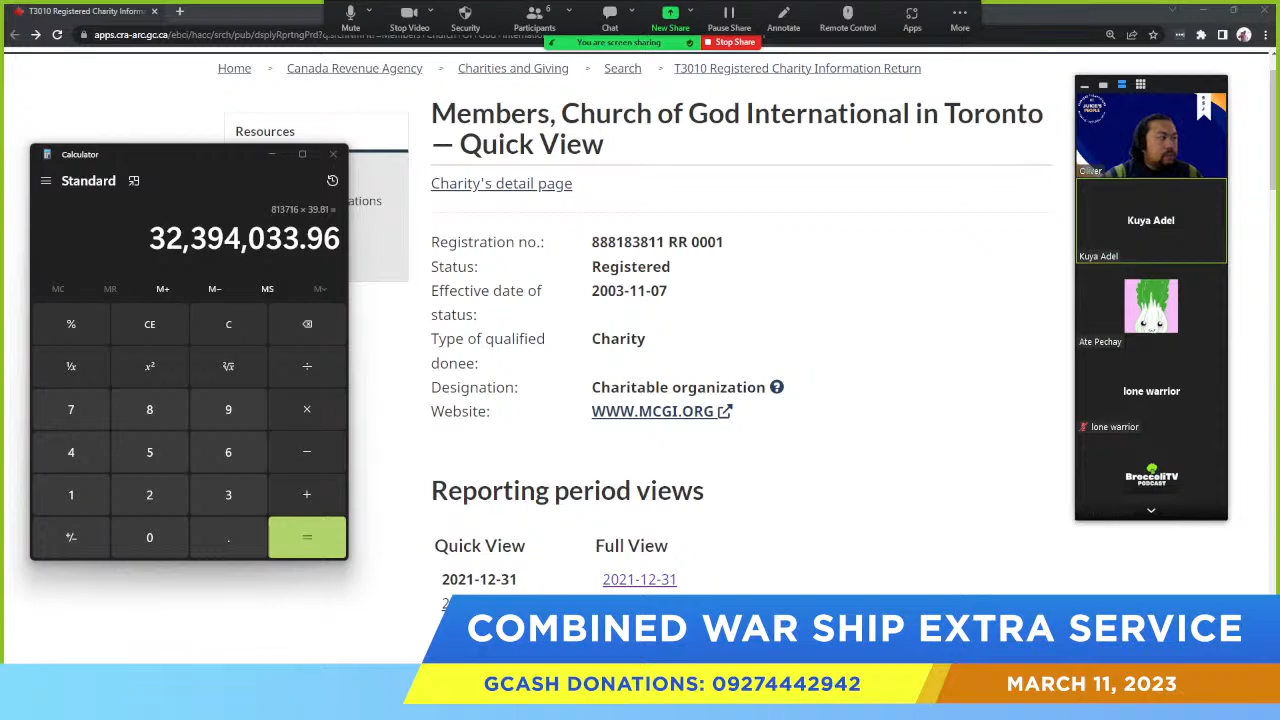 T3010 Registered Charity Informa
Mute
Stop Video
Security
6
Participants
Chat
New Share
Pause Share
Annotate
Remote Control
Apps
More
You are screen sharing
Stop Share
Home > Canada Revenue Agency > Charities and Giving > Search > T3010 Registered Charity Information Return
Members, Church of God International in Toronto
— Quick View
Charity's detail page
Registration no.: 888183811 RR 0001
Status: Registered
Effective date of status: 2003-11-07
Type of qualified donee: Charity
Designation: Charitable organization
Website: WWW.MCGI.ORG
Reporting period views
Quick View Full View
2021-12-31 2021-12-31
Resources
Calculator
Standard
813716 × 39.81 =
32,394,033.96
MC MR M+ M− MS M˅
% CE C
¹/x x² ²√x ÷
7 8 9 ×
4 5 6 −
1 2 3 +
+/− 0 . =
Oliver
Kuya Adel
Kuya Adel
Ate Pechay
lone warrior
lone warrior
BroccoliTV
PODCAST
COMBINED WAR SHIP EXTRA SERVICE
GCASH DONATIONS: 09274442942
MARCH 11, 2023